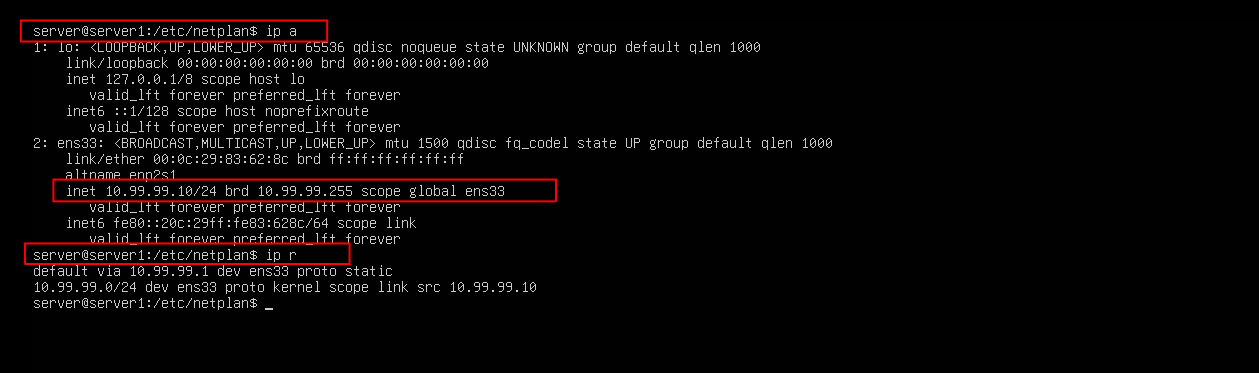 server@server1:/etc/netplan$ ip a
1: lo: <LOOPBACK,UP,LOWER_UP> mtu 65536 qdisc noqueue state UNKNOWN group default qlen 1000
link/loopback 00:00:00:00:00:00 brd 00:00:00:00:00:00
inet 127.0.0.1/8 scope host lo
valid_lft forever preferred_lft forever
inet6 ::1/128 scope host noprefixroute
valid_lft forever preferred_lft forever
2: ens33: <BROADCAST,MULTICAST,UP,LOWER_UP> mtu 1500 qdisc fq_codel state UP group default qlen 1000
link/ether 00:0c:29:83:62:8c brd ff:ff:ff:ff:ff:ff
altname enp2s1
inet 10.99.99.10/24 brd 10.99.99.255 scope global ens33
valid_lft forever preferred_lft forever
inet6 fe80::20c:29ff:fe83:628c/64 scope link
valid_lft forever preferred_lft forever
server@server1:/etc/netplan$ ip r
default via 10.99.99.1 dev ens33 proto static
10.99.99.0/24 dev ens33 proto kernel scope link src 10.99.99.10
server@server1:/etc/netplan$ _